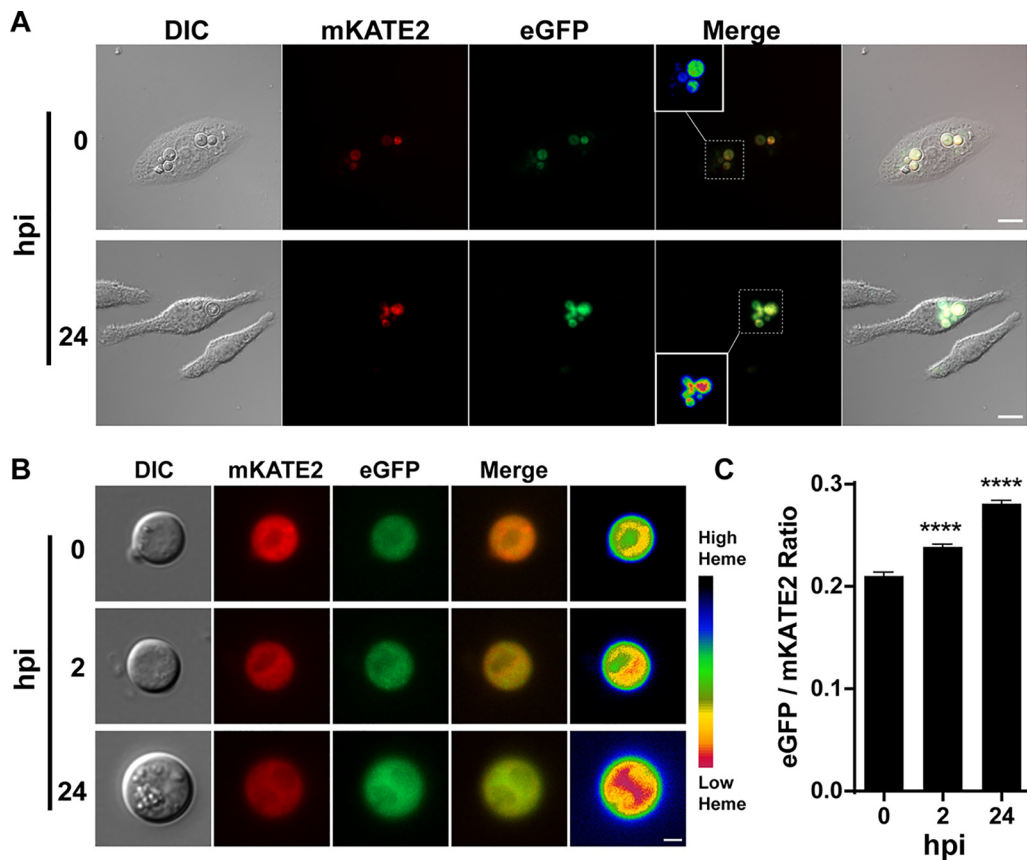 A
DIC mKATE2 eGFP Merge
hpi
0
24
B
DIC mKATE2 eGFP Merge
hpi
0
2
24
High
Heme
Low
Heme
C
eGFP / mKATE2 Ratio
0.3
0.2
0.1
0.0
****
****
0 2 24
hpi